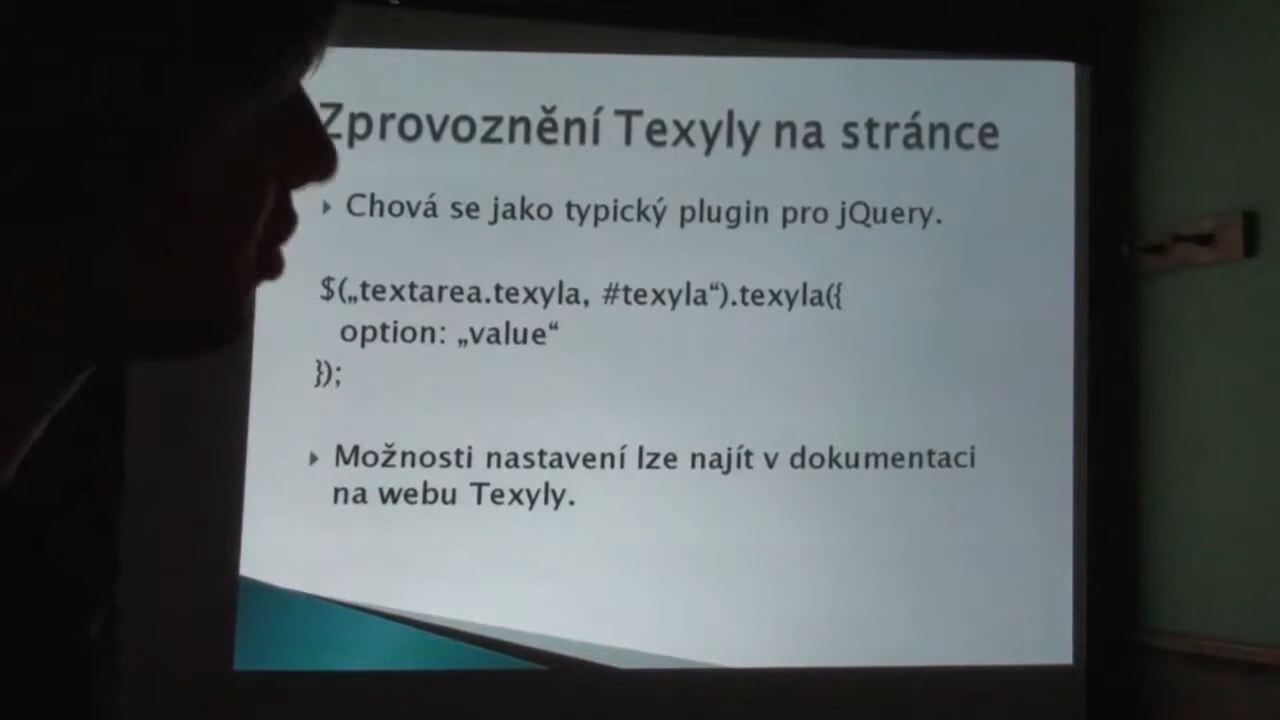 Zprovoznění Texyly na stránce
Chová se jako typický plugin pro jQuery.
$(„textarea.texyla, #texyla“).texyla({
option: „value“
});
Možnosti nastavení lze najít v dokumentaci
na webu Texyly.